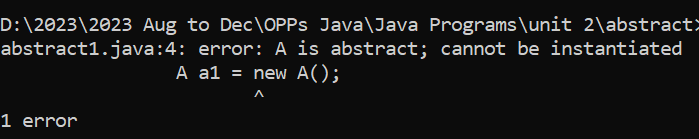 D:\2023\2023 Aug to Dec\OPPs Java\Java Programs\unit 2\abstract>
abstract1.java:4: error: A is abstract; cannot be instantiated
A a1 = new A();
^
1 error